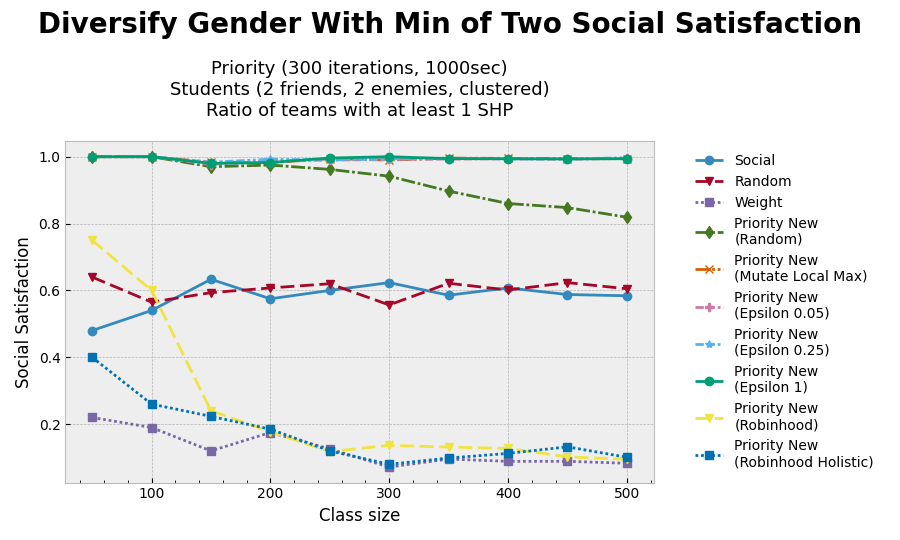 Diversify Gender With Min of Two Social Satisfaction
Priority (300 iterations, 1000sec)
Students (2 friends, 2 enemies, clustered)
Ratio of teams with at least 1 SHP
Social Satisfaction
1.0
0.8
0.6
0.4
0.2
100
200
300
400
500
Class size
Social
Random
Weight
Priority New
(Random)
Priority New
(Mutate Local Max)
Priority New
(Epsilon 0.05)
Priority New
(Epsilon 0.25)
Priority New
(Epsilon 1)
Priority New
(Robinhood)
Priority New
(Robinhood Holistic)